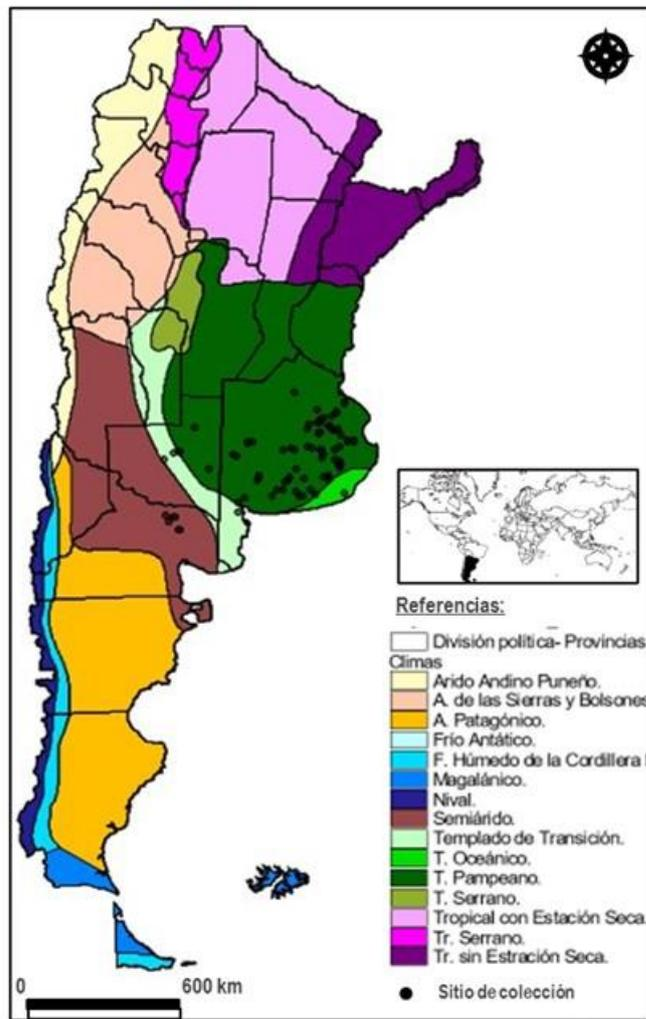 Referencias:
División política- Provincias
Climas
Arido Andino Puneño.
A. de las Sierras y Bolsones
A. Patagónico.
Frío Antático.
F. Húmedo de la Cordillera
Magalánico.
Nival.
Semiárido.
Templado de Transición.
T. Oceánico.
T. Pampeano.
T. Serrano.
Tropical con Estación Seca.
Tr. Serrano.
Tr. sin Estración Seca.
Sitio de colección
0 600 km